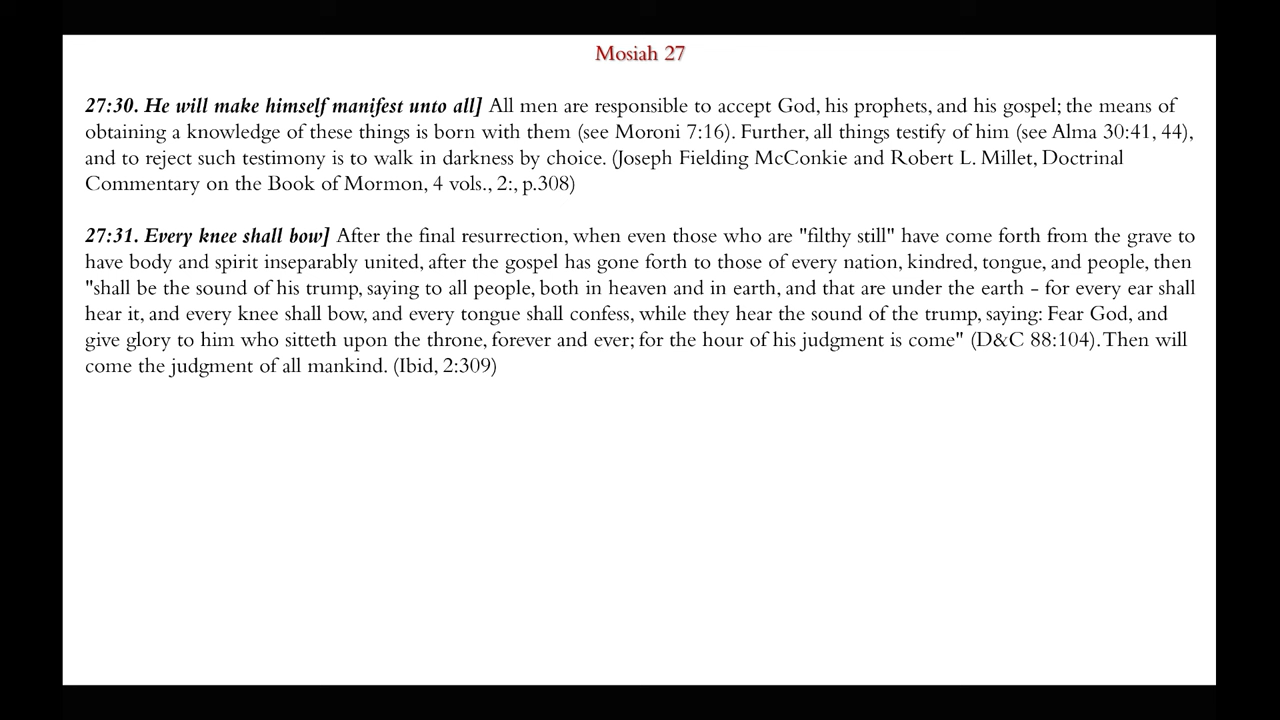 Mosiah 27
27:30. He will make himself manifest unto all] All men are responsible to accept God, his prophets, and his gospel; the means of
obtaining a knowledge of these things is born with them (see Moroni 7:16). Further, all things testify of him (see Alma 30:41, 44),
and to reject such testimony is to walk in darkness by choice. (Joseph Fielding McConkie and Robert L. Millet, Doctrinal
Commentary on the Book of Mormon, 4 vols., 2:, p.308)
27:31. Every knee shall bow] After the final resurrection, when even those who are "filthy still" have come forth from the grave to
have body and spirit inseparably united, after the gospel has gone forth to those of every nation, kindred, tongue, and people, then
"shall be the sound of his trump, saying to all people, both in heaven and in earth, and that are under the earth - for every ear shall
hear it, and every knee shall bow, and every tongue shall confess, while they hear the sound of the trump, saying: Fear God, and
give glory to him who sitteth upon the throne, forever and ever; for the hour of his judgment is come" (D&C 88:104). Then will
come the judgment of all mankind. (Ibid, 2:309)